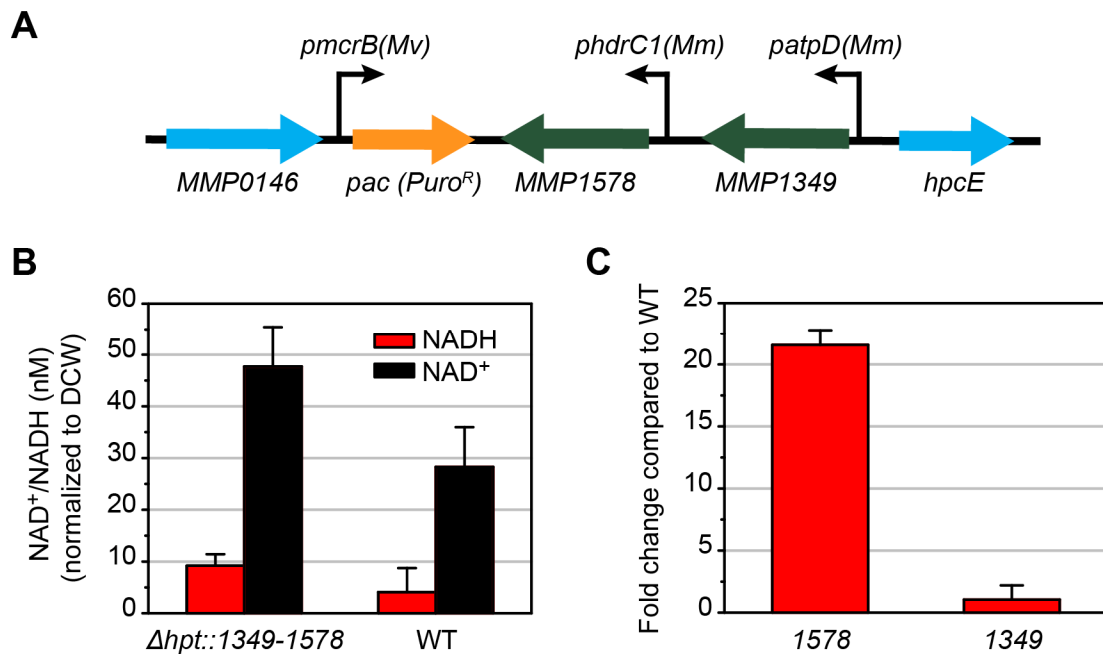 A
pmcrB(Mv) phdrC1(Mm) patpD(Mm)
MMP0146 pac (Puroᴿ) MMP1578 MMP1349 hpcE
B
NAD⁺/NADH (nM)
(normalized to DCW)
60
50
40
30
20
10
0
NADH
NAD⁺
Δhpt::1349-1578 WT
C
Fold change compared to WT
25
20
15
10
5
0
1578 1349